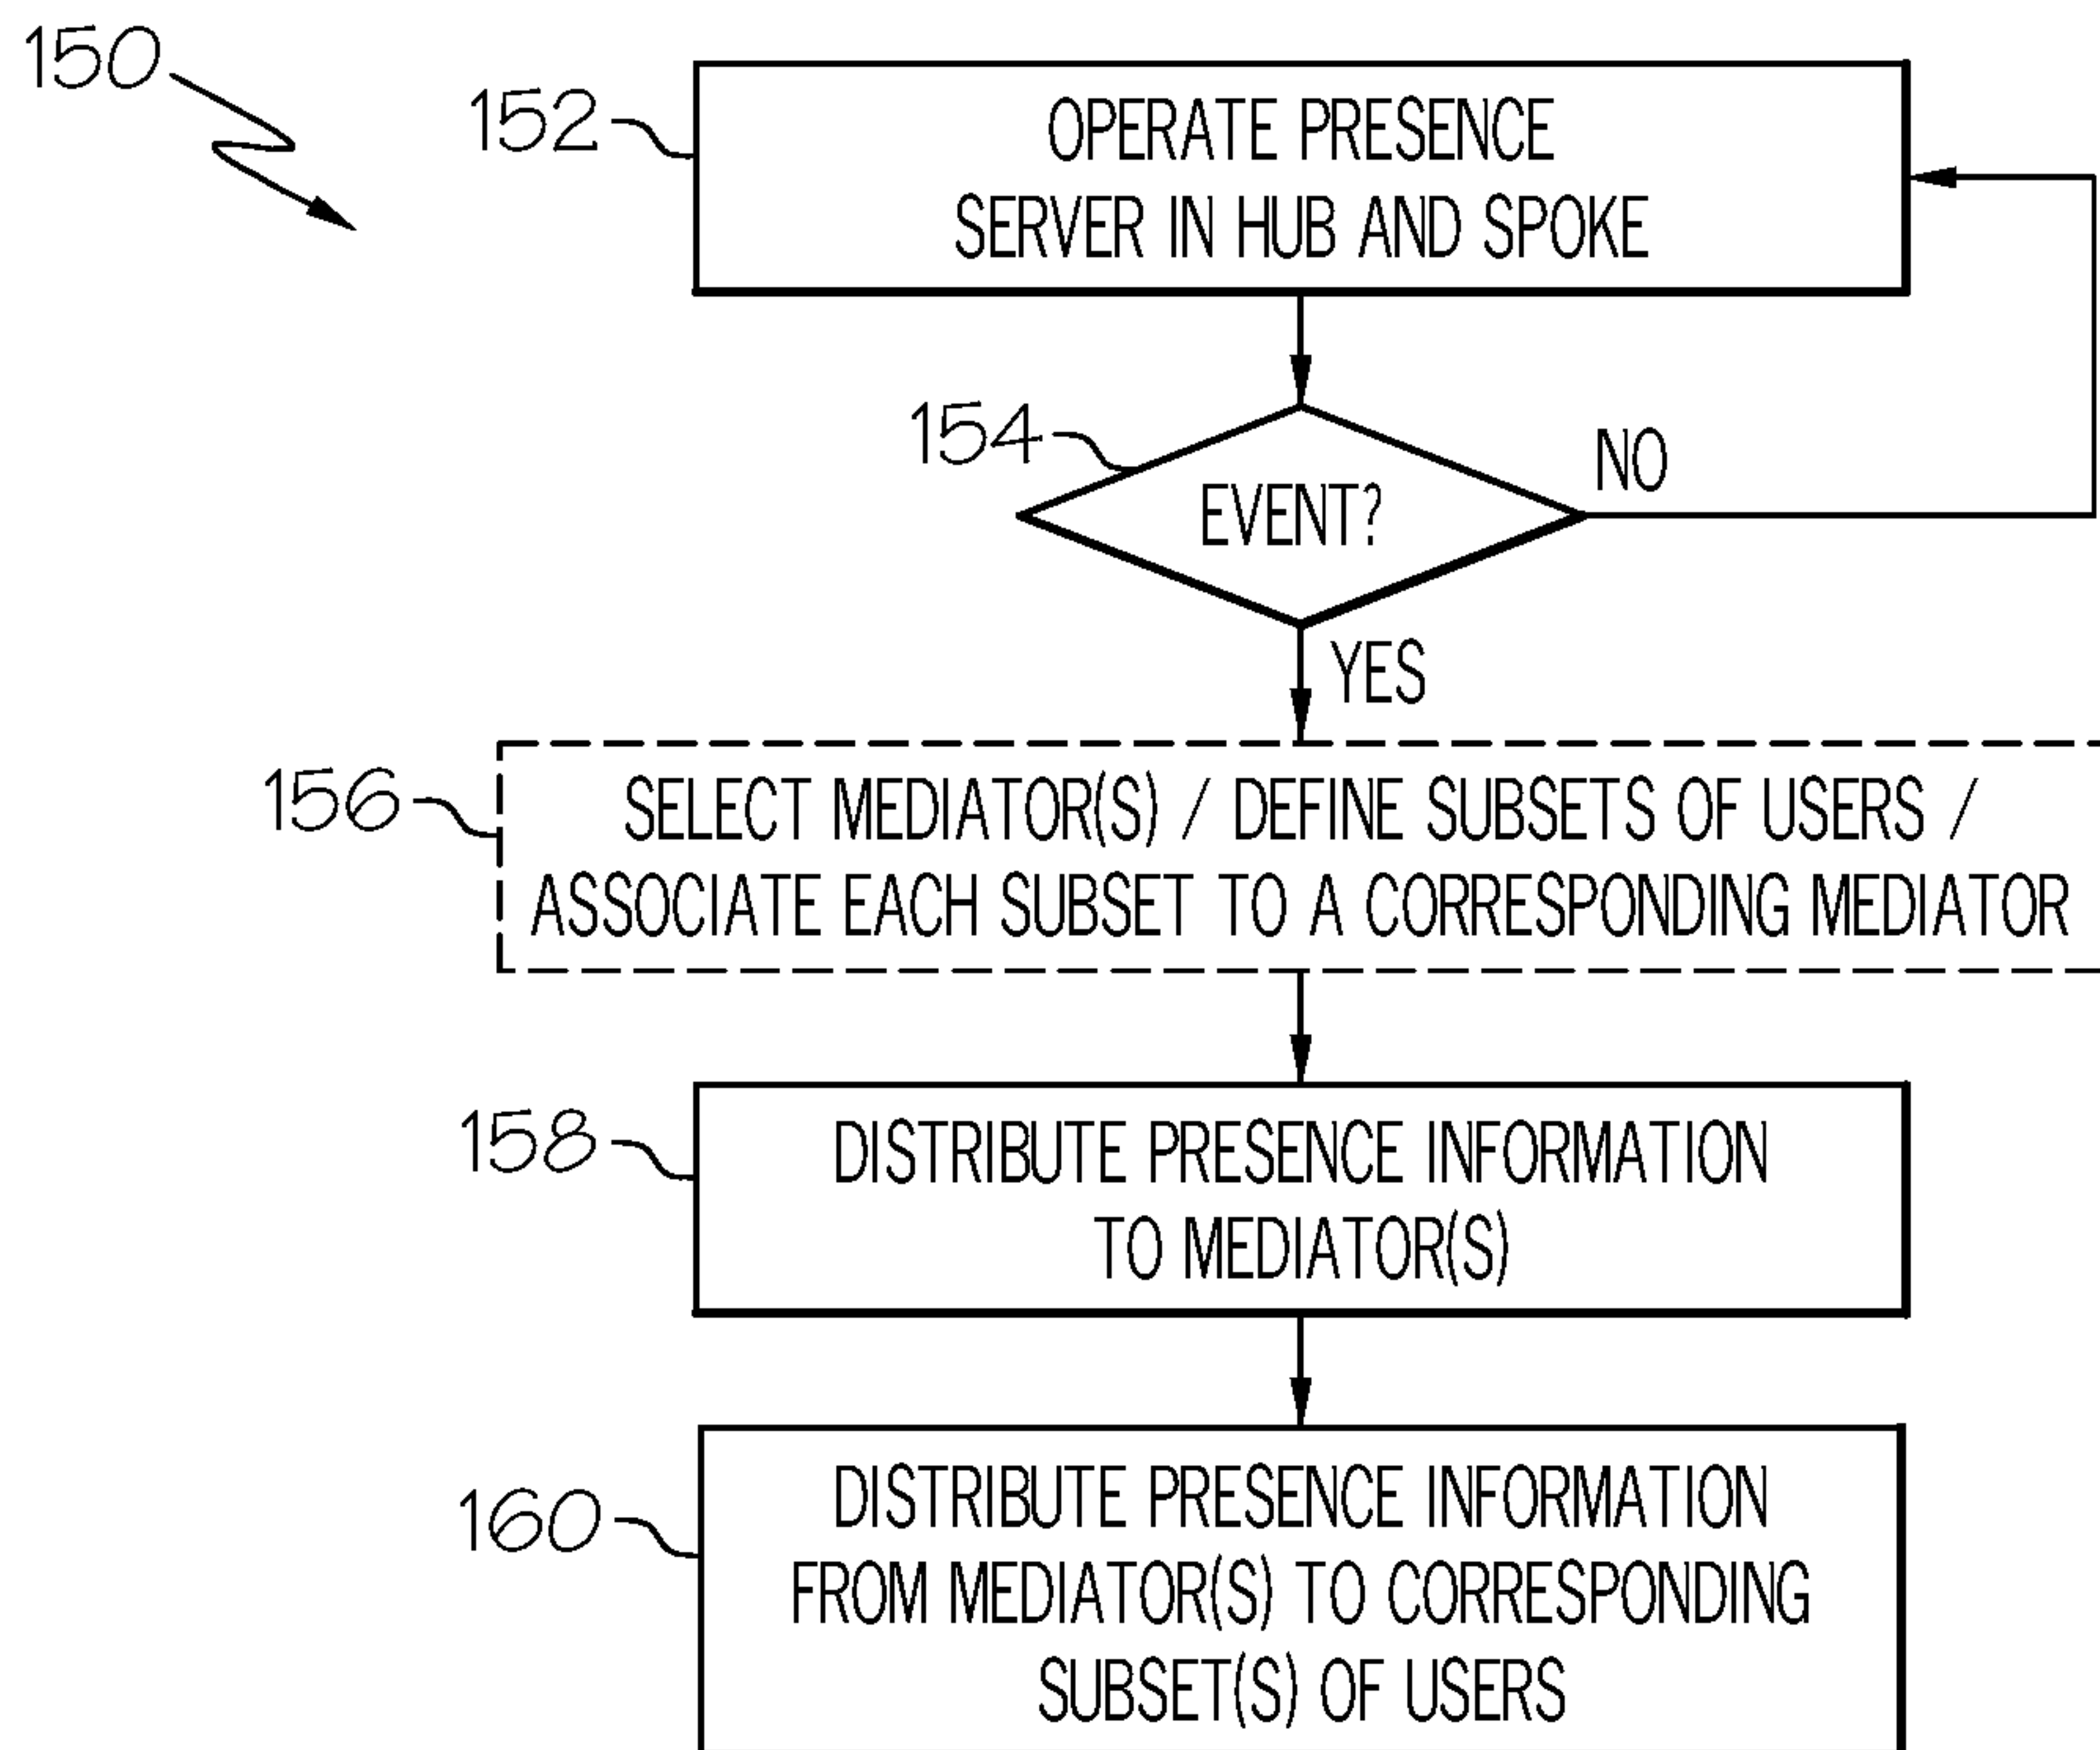 150
152
OPERATE PRESENCE
SERVER IN HUB AND SPOKE
154
EVENT?
NO
YES
156
SELECT MEDIATOR(S) / DEFINE SUBSETS OF USERS /
ASSOCIATE EACH SUBSET TO A CORRESPONDING MEDIATOR
158
DISTRIBUTE PRESENCE INFORMATION
TO MEDIATOR(S)
160
DISTRIBUTE PRESENCE INFORMATION
FROM MEDIATOR(S) TO CORRESPONDING
SUBSET(S) OF USERS